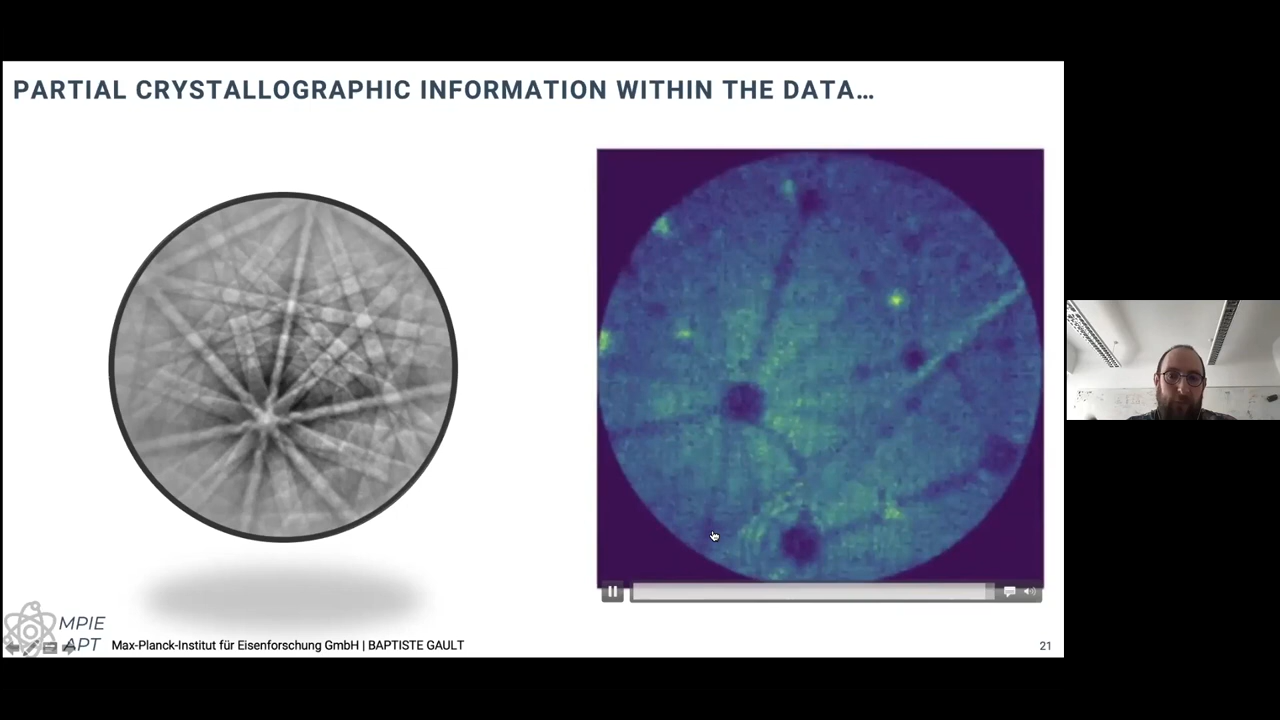 PARTIAL CRYSTALLOGRAPHIC INFORMATION WITHIN THE DATA…
MPIE
APT
Max-Planck-Institut für Eisenforschung GmbH | BAPTISTE GAULT
21